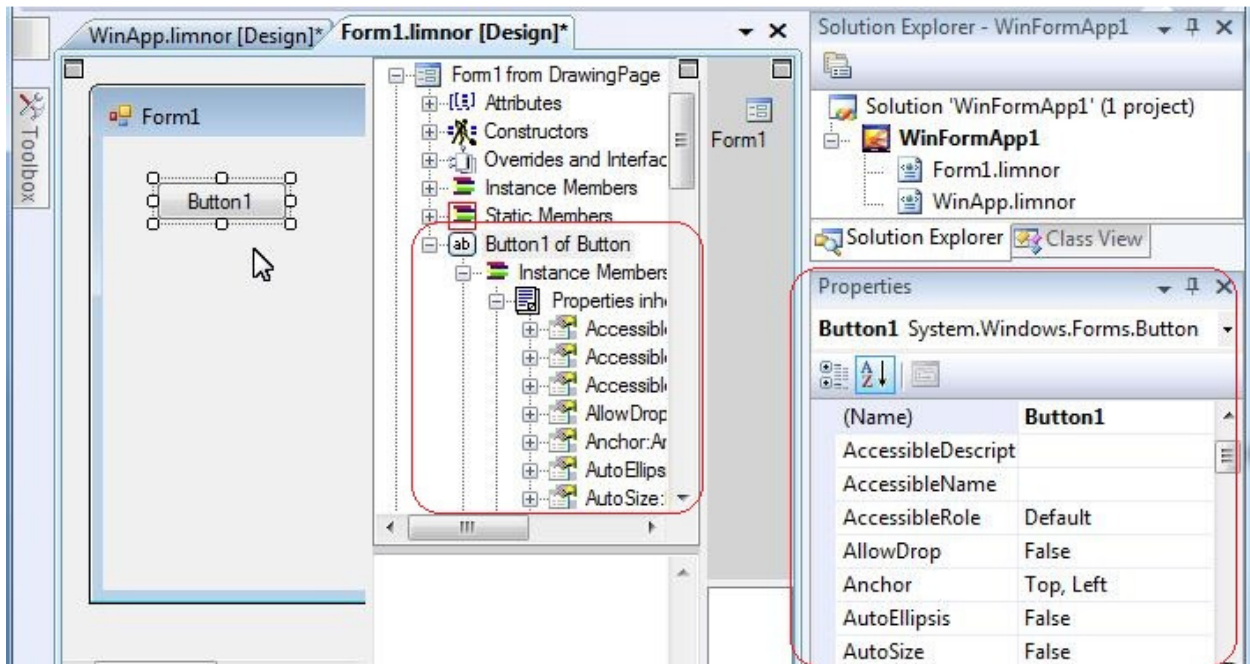 WinApp.limnor [Design]*
Form1.limnor [Design]*
Toolbox
Form1
Button1
Form1 from DrawingPage
Attributes
Constructors
Overrides and Interfac
Instance Members
Static Members
Button1 of Button
Instance Members
Properties inh
Accessibl
Accessibl
Accessibl
AllowDrop
Anchor:Ar
AutoEllips
AutoSize:
Form1
Solution Explorer - WinFormApp1
Solution 'WinFormApp1' (1 project)
WinFormApp1
Form1.limnor
WinApp.limnor
Solution Explorer
Class View
Properties
Button1 System.Windows.Forms.Button
(Name) Button1
AccessibleDescript
AccessibleName
AccessibleRole Default
AllowDrop False
Anchor Top, Left
AutoEllipsis False
AutoSize False